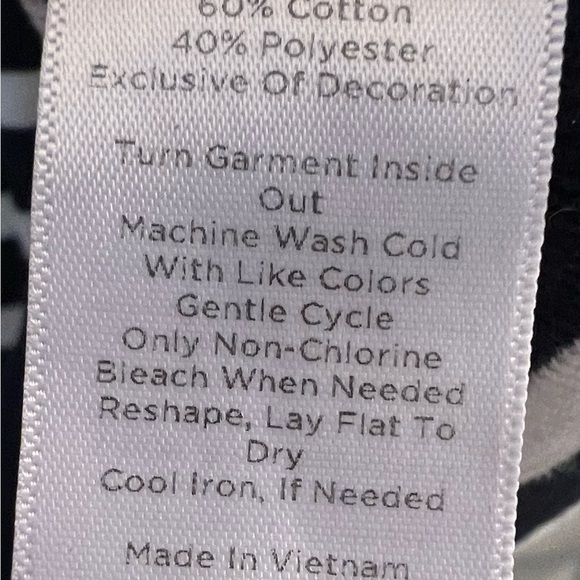 60% Cotton
40% Polyester
Exclusive Of Decoration
Turn Garment Inside
Out
Machine Wash Cold
With Like Colors
Gentle Cycle
Only Non-Chlorine
Bleach When Needed
Reshape, Lay Flat To
Dry
Cool Iron, If Needed
Made In Vietnam